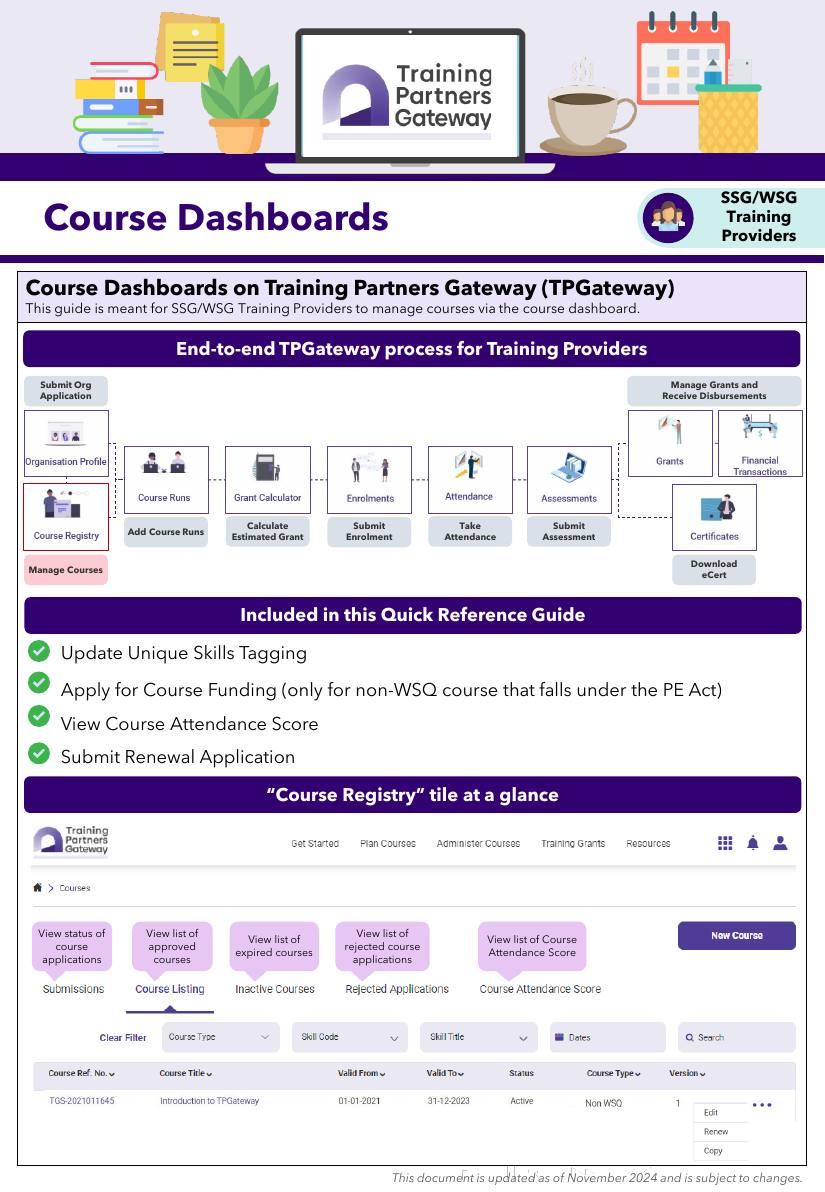 Training
Partners
Gateway
Course Dashboards
SSG/WSG
Training
Providers
Course Dashboards on Training Partners Gateway (TPGateway)
This guide is meant for SSG/WSG Training Providers to manage courses via the course dashboard.
End-to-end TPGateway process for Training Providers
Submit Org
Application
Manage Grants and
Receive Disbursements
Organisation Profile
Course Registry
Manage Courses
Course Runs
Add Course Runs
Grant Calculator
Calculate
Estimated Grant
Enrolments
Submit
Enrolment
Attendance
Take
Attendance
Assessments
Submit
Assessment
Grants
Financial
Transactions
Certificates
Download
eCert
Included in this Quick Reference Guide
Update Unique Skills Tagging
Apply for Course Funding (only for non-WSQ course that falls under the PE Act)
View Course Attendance Score
Submit Renewal Application
“Course Registry” tile at a glance
Training
Partners
Gateway
Get Started Plan Courses Administer Courses Training Grants Resources
Courses
View status of
course
applications
View list of
approved
courses
View list of
expired courses
View list of
rejected course
applications
View list of Course
Attendance Score
New Course
Submissions Course Listing Inactive Courses Rejected Applications Course Attendance Score
Clear Filter Course Type Skill Code Skill Title Dates Search
Course Ref. No. Course Title Valid From Valid To Status Course Type Version
TGS-2021011645 Introduction to TPGateway 01-01-2021 31-12-2023 Active Non WSQ 1
Edit
Renew
Copy
This document is updated as of November 2024 and is subject to changes.